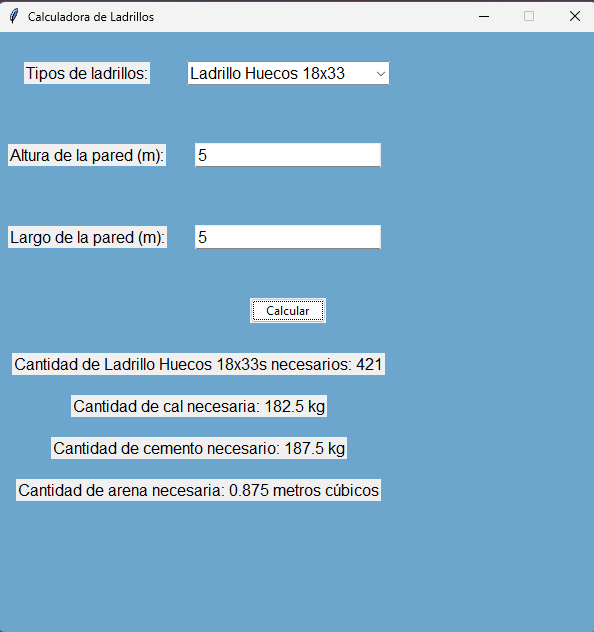 Calculadora de Ladrillos
Tipos de ladrillos: Ladrillo Huecos 18x33
Altura de la pared (m): 5
Largo de la pared (m): 5
Calcular
Cantidad de Ladrillo Huecos 18x33s necesarios: 421
Cantidad de cal necesaria: 182.5 kg
Cantidad de cemento necesario: 187.5 kg
Cantidad de arena necesaria: 0.875 metros cúbicos